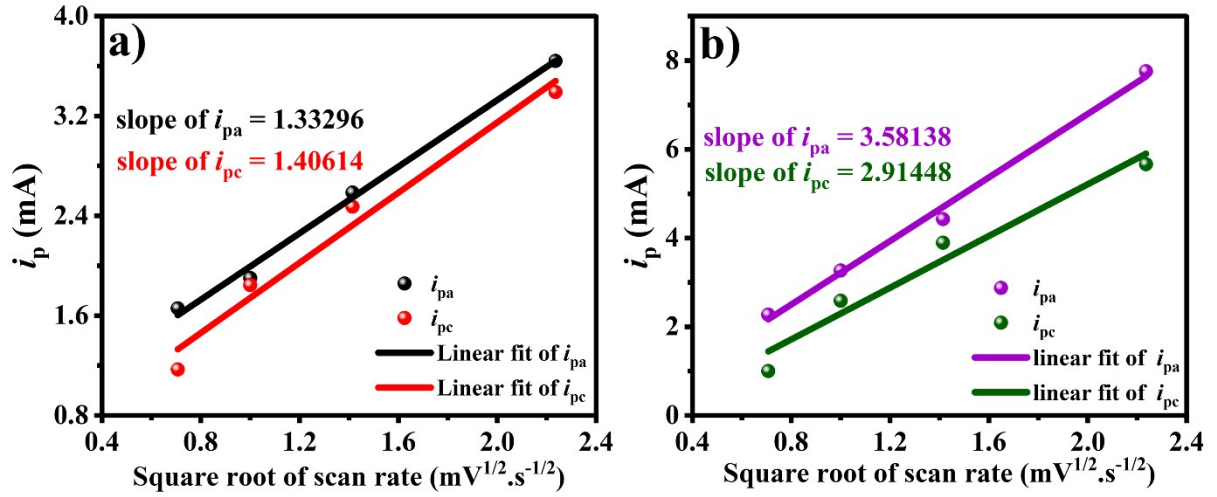 a)
slope of ipa = 1.33296
slope of ipc = 1.40614
ipa
ipc
Linear fit of ipa
Linear fit of ipc
ip (mA)
4.0
3.2
2.4
1.6
0.8
0.4 0.8 1.2 1.6 2.0 2.4
Square root of scan rate (mV1/2.s-1/2)
b)
slope of ipa = 3.58138
slope of ipc = 2.91448
ipa
ipc
linear fit of ipa
linear fit of ipc
ip (mA)
8
6
4
2
0
0.4 0.8 1.2 1.6 2.0 2.4
Square root of scan rate (mV1/2.s-1/2)